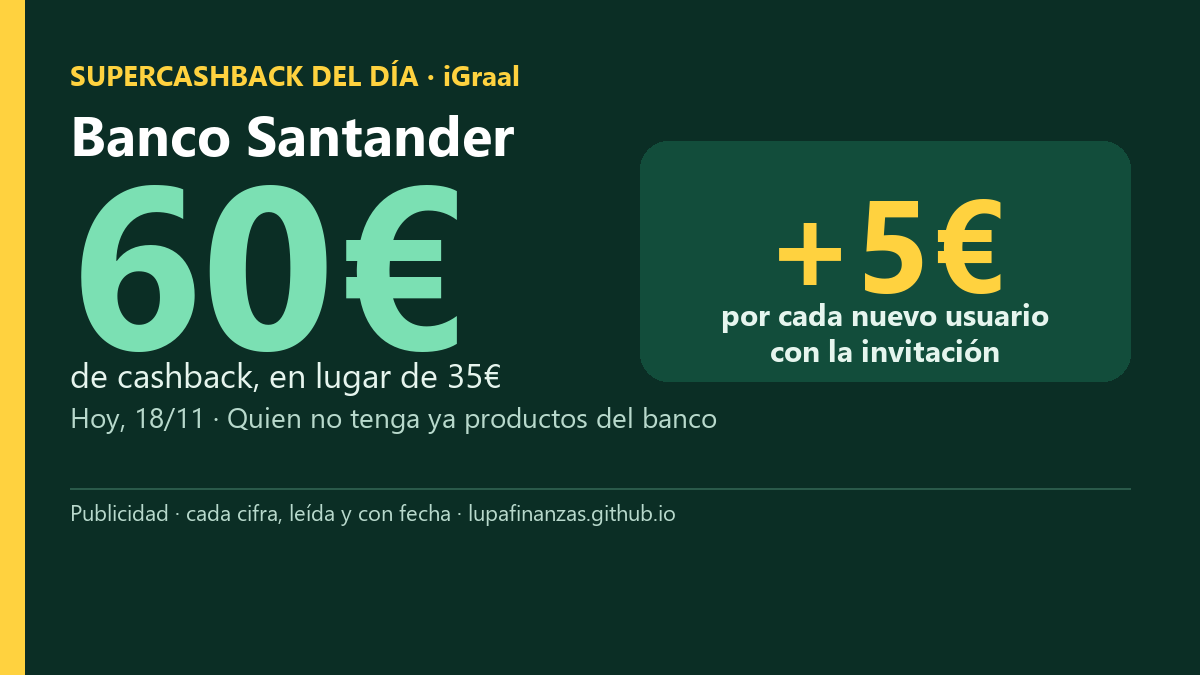 SUPERCASHBACK DEL DÍA · iGraal
Banco Santander
60€
de cashback, en lugar de 35€
Hoy, 18/11 · Quien no tenga ya productos del banco
+5€
por cada nuevo usuario
con la invitación
Publicidad · cada cifra, leída y con fecha · lupafinanzas.github.io